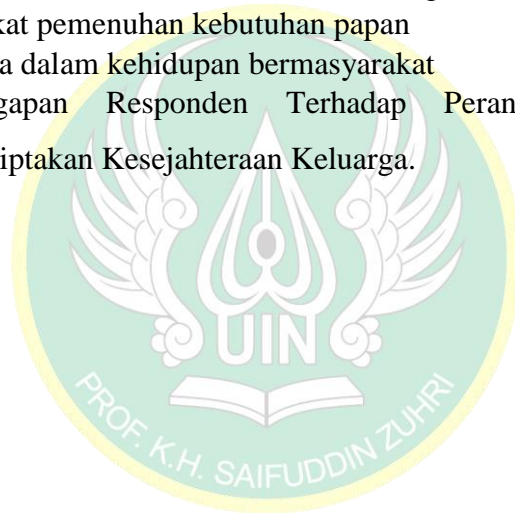 kat pemenuhan kebutuhan papan
a dalam kehidupan bermasyarakat
gapan Responden Terhadap Peran
iptakan Kesejahteraan Keluarga.
UIN
PROF. K.H. SAIFUDDIN ZUHRI